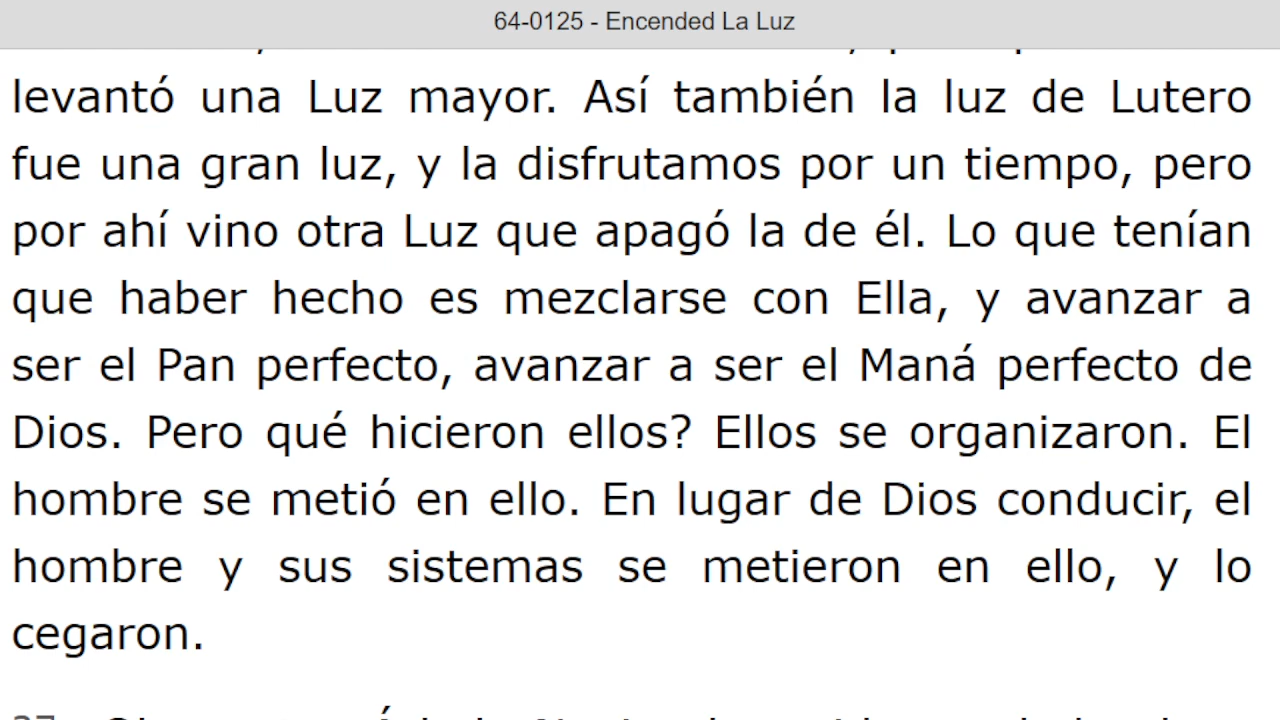 64-0125 - Encended La Luz
levantó una Luz mayor. Así también la luz de Lutero
fue una gran luz, y la disfrutamos por un tiempo, pero
por ahí vino otra Luz que apagó la de él. Lo que tenían
que haber hecho es mezclarse con Ella, y avanzar a
ser el Pan perfecto, avanzar a ser el Maná perfecto de
Dios. Pero qué hicieron ellos? Ellos se organizaron. El
hombre se metió en ello. En lugar de Dios conducir, el
hombre y sus sistemas se metieron en ello, y lo
cegaron.